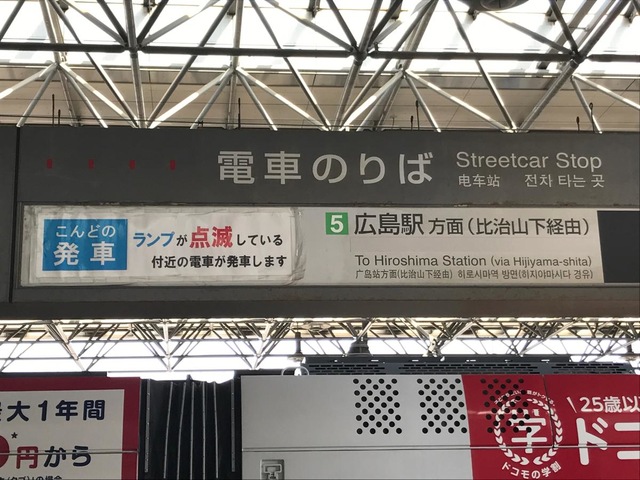 電車のりば
Streetcar Stop
电车站 전차 타는 곳
こんどの
発車
ランプが点滅している
付近の電車が発車します
5 広島駅 方面(比治山下経由)
To Hiroshima Station (via Hijiyama-shita)
广岛站方面(比治山下经由) 히로시마역 방면(히지야마시타 경유)
最大1年間
円から
25歳以
字
ドコモの学割
ドコ